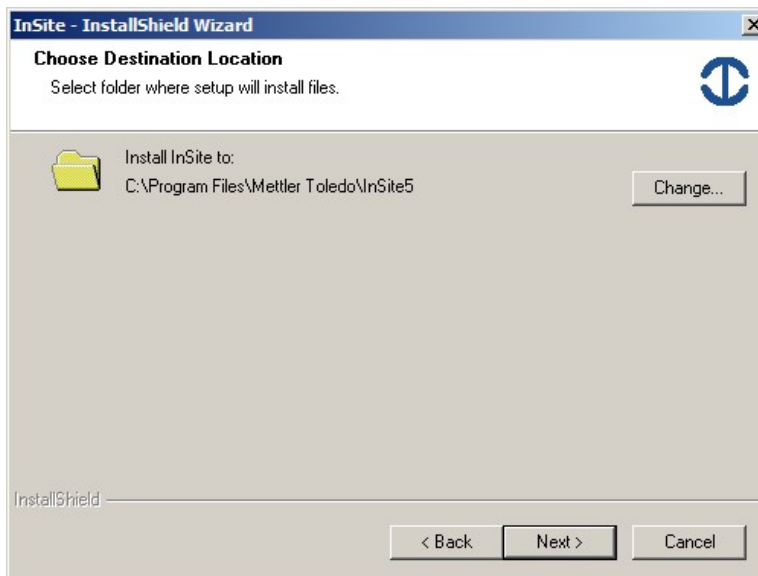 InSite - InstallShield Wizard
Choose Destination Location
Select folder where setup will install files.
Install InSite to:
C:\Program Files\Mettler Toledo\InSite5
Change...
InstallShield
< Back
Next >
Cancel